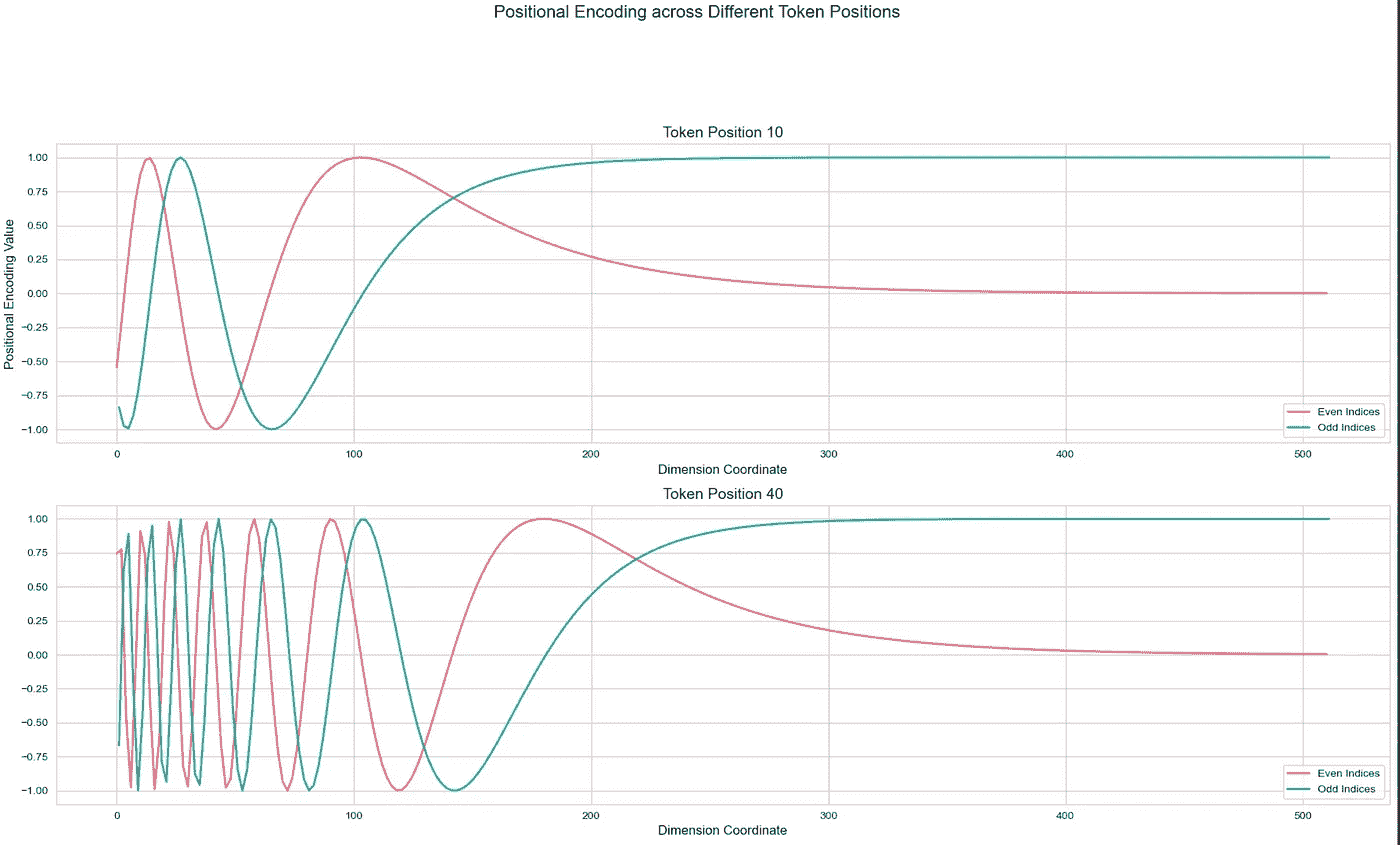 Positional Encoding across Different Token Positions
Token Position 10
1.00
0.75
0.50
0.25
0.00
−0.25
−0.50
−0.75
−1.00
Positional Encoding Value
Even Indices
Odd Indices
0 100 200 300 400 500
Dimension Coordinate
Token Position 40
1.00
0.75
0.50
0.25
0.00
−0.25
−0.50
−0.75
−1.00
Even Indices
Odd Indices
0 100 200 300 400 500
Dimension Coordinate